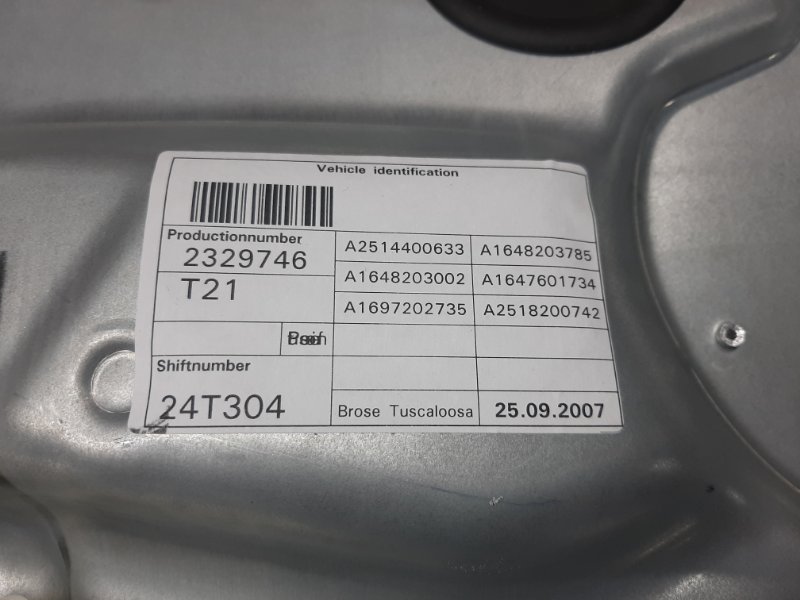 Vehicle identification
Productionnumber
2329746
A2514400633 A1648203785
T21
A1648203002 A1647601734
A1697202735 A2518200742
Shiftnumber
24T304
Brose Tuscaloosa 25.09.2007